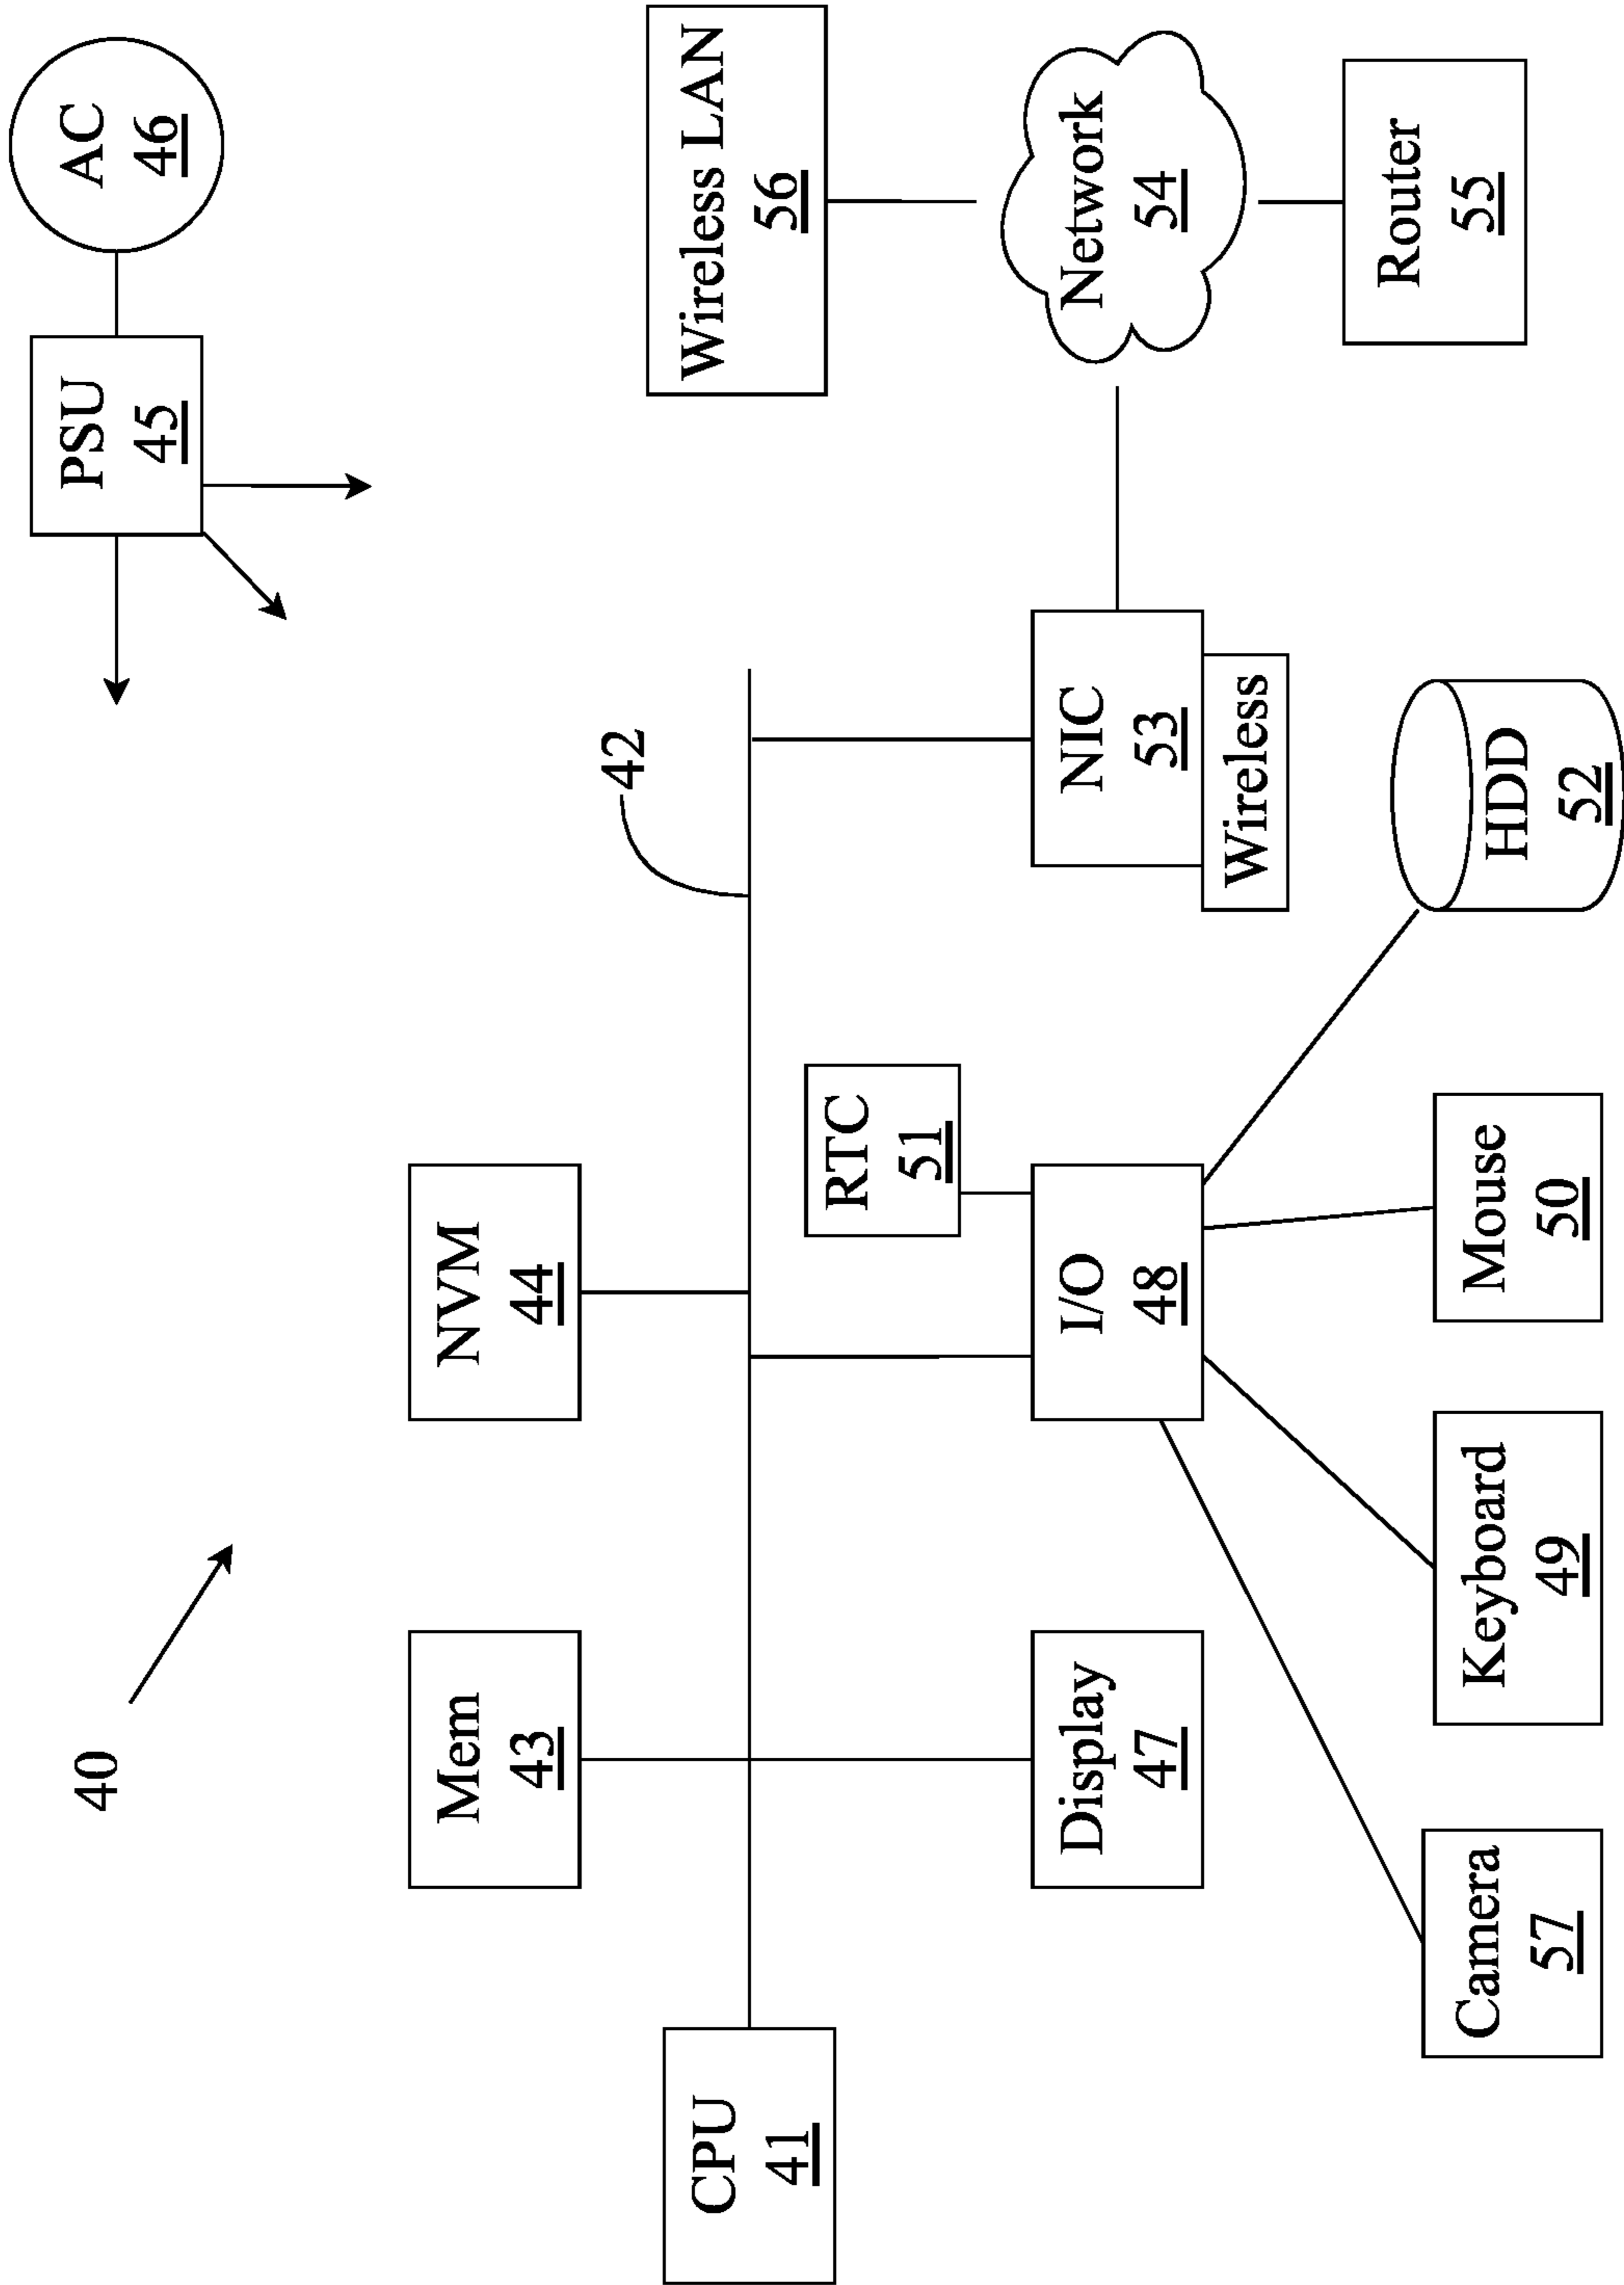 40
PSU
45
AC
46
Mem
43
NVM
44
42
Wireless LAN
56
CPU
41
RTC
51
Display
47
I/O
48
NIC
53
Wireless
Network
54
Camera
57
Keyboard
49
Mouse
50
HDD
52
Router
55